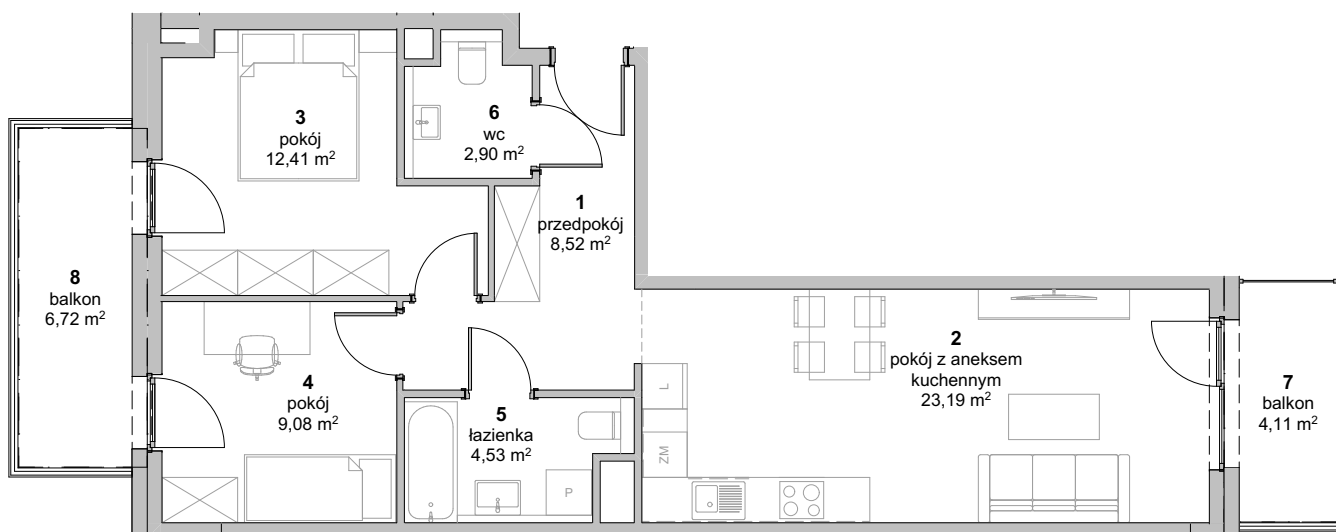 3
pokój
12,41 m²
6
wc
2,90 m²
1
przedpokój
8,52 m²
8
balkon
6,72 m²
4
pokój
9,08 m²
5
łazienka
4,53 m²
P
L
ZM
2
pokój z aneksem
kuchennym
23,19 m²
7
balkon
4,11 m²